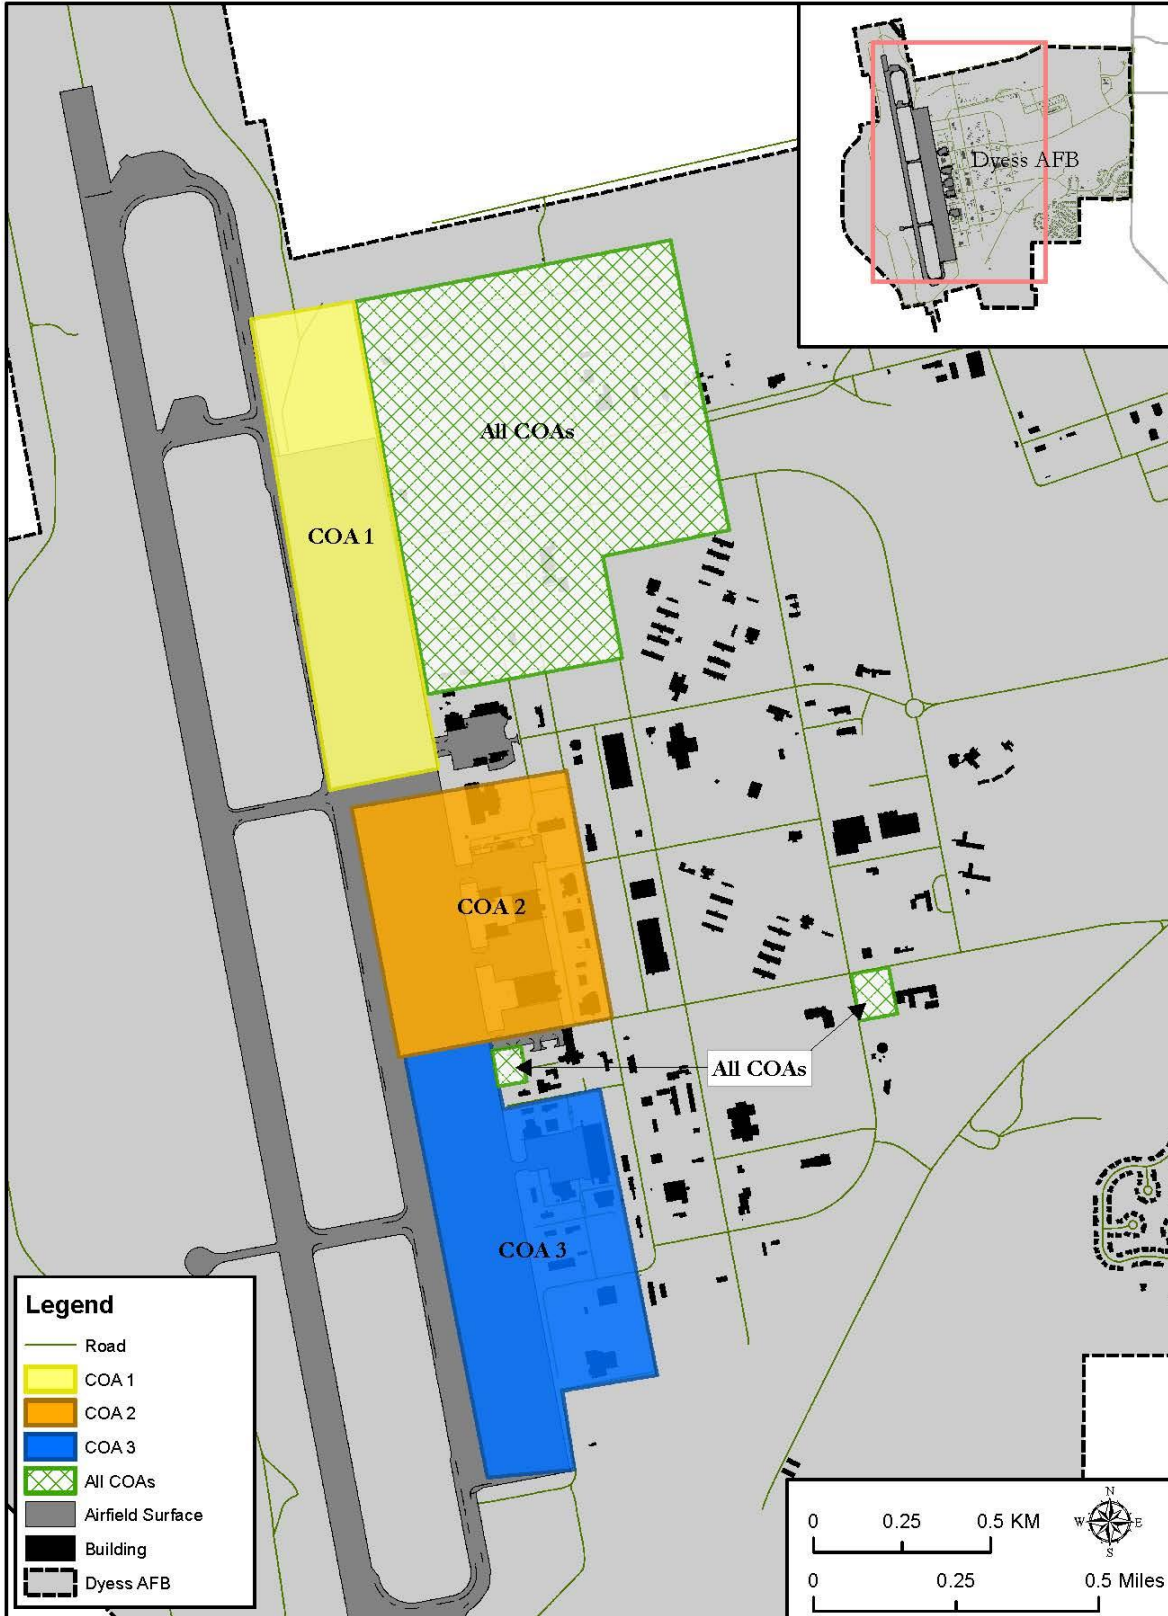 Dyess AFB
All COAs
COA 1
COA 2
All COAs
COA 3
Legend
Road
COA 1
COA 2
COA 3
All COAs
Airfield Surface
Building
Dyess AFB
N
W E
S
0 0.25 0.5 KM
0 0.25 0.5 Miles